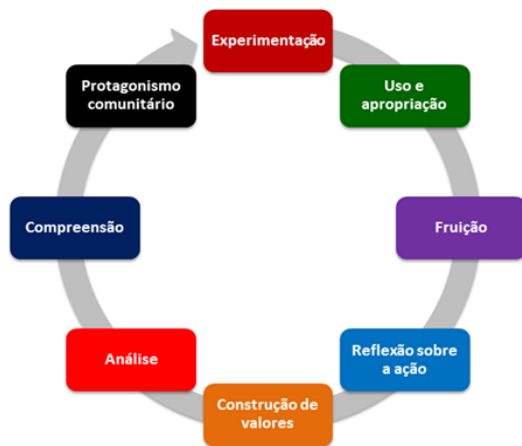 Experimentação
Uso e
apropriação
Fruição
Reflexão sobre
a ação
Construção de
valores
Análise
Compreensão
Protagonismo
comunitário